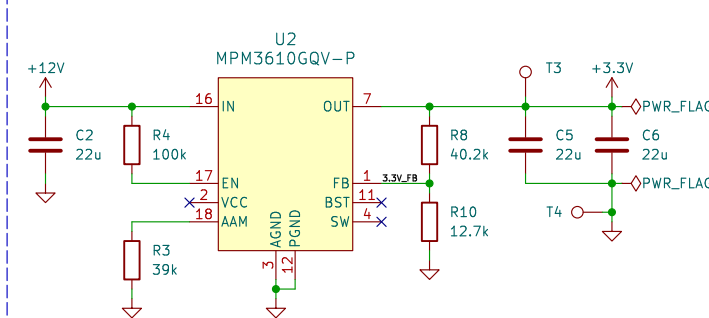 U2
MPM3610GQV-P
+12V
T3
+3.3V
16
IN
OUT
7
PWR_FLAG
C2
22u
R4
100k
R8
40.2k
C5
22u
C6
22u
17
EN
FB
1
3.3V_FB
PWR_FLAG
2
VCC
BST
11
18
AAM
SW
4
R10
12.7k
T4
R3
39k
AGND
PGND
3
12